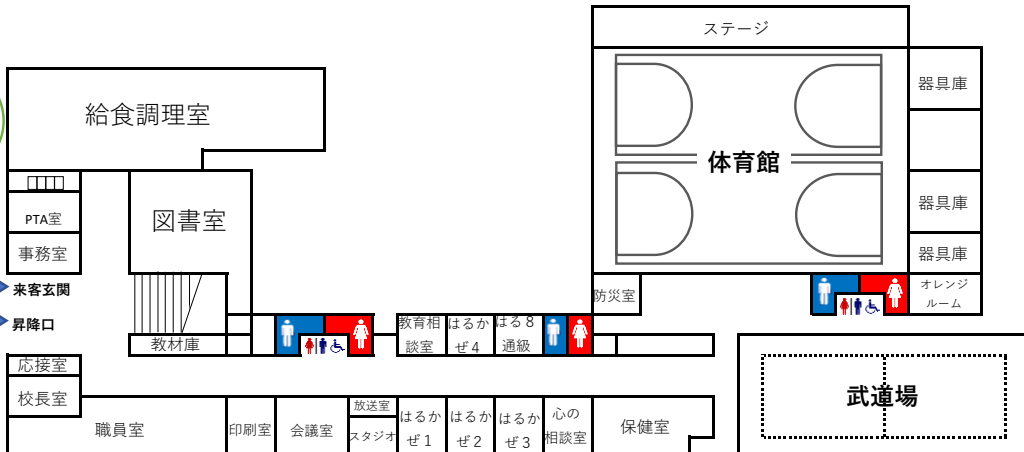 ステージ
器具庫
給食調理室
体育館
PTA室
図書室
器具庫
事務室
器具庫
来客玄関
防災室
オレンジ
ルーム
昇降口
教材庫
教育相
談室
はるか
ぜ4
はる8
通級
応接室
校長室
武道場
職員室
印刷室
会議室
放送室
スタジオ
はるか
ぜ1
はるか
ぜ2
はるか
ぜ3
心の
相談室
保健室